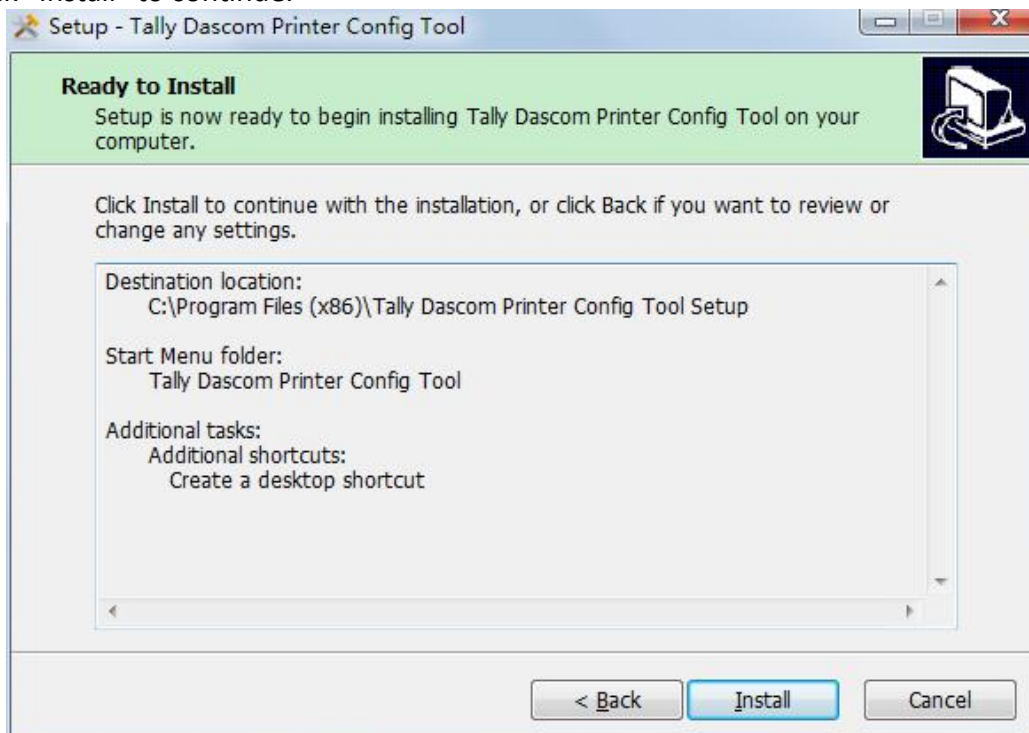 "Install" to continue.
Setup - Tally Dascom Printer Config Tool
Ready to Install
Setup is now ready to begin installing Tally Dascom Printer Config Tool on your
computer.
Click Install to continue with the installation, or click Back if you want to review or
change any settings.
Destination location:
C:\Program Files (x86)\Tally Dascom Printer Config Tool Setup
Start Menu folder:
Tally Dascom Printer Config Tool
Additional tasks:
Additional shortcuts:
Create a desktop shortcut
< Back
Install
Cancel